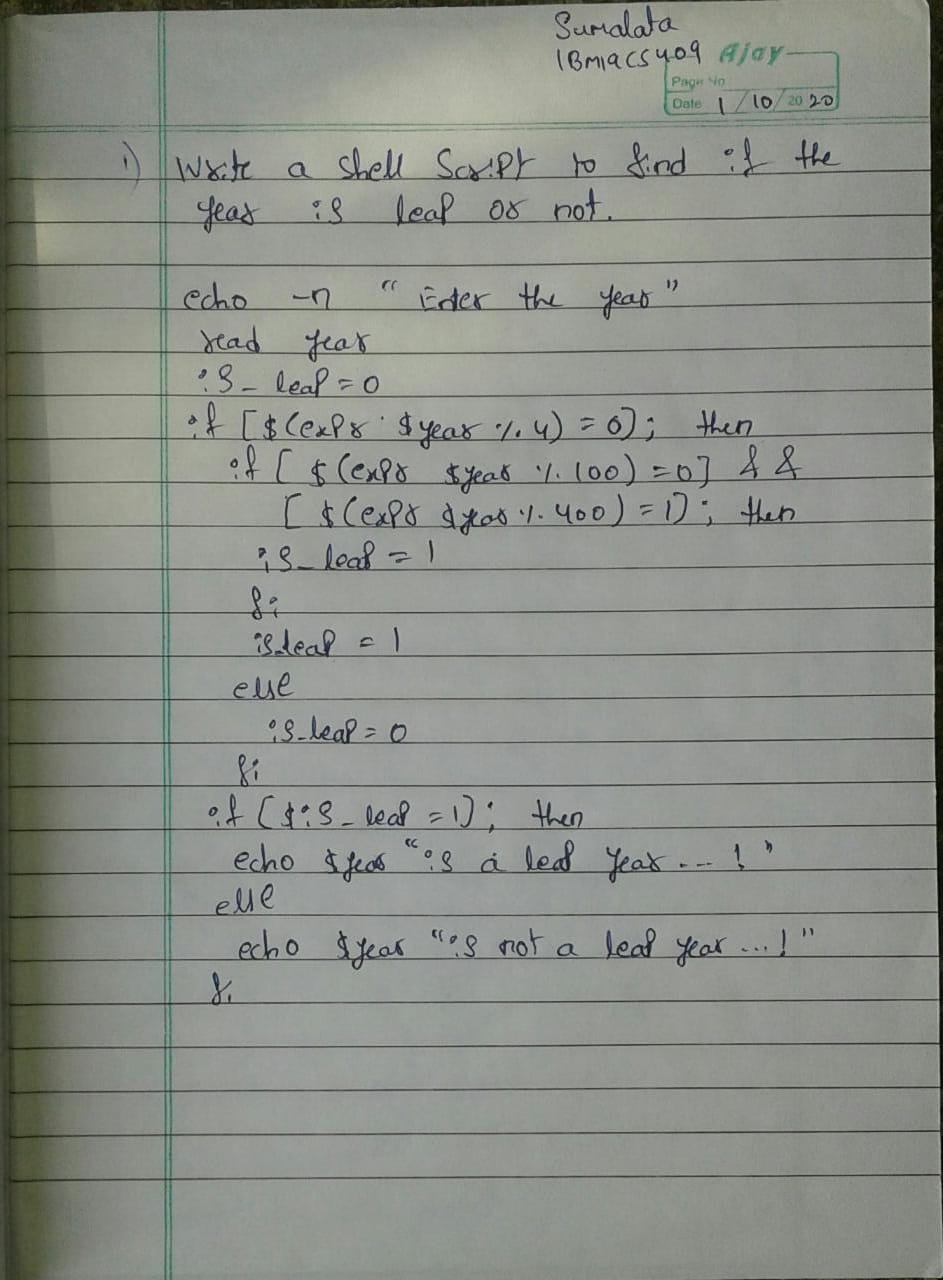 Sumalata
1BM19CS409 Ajay
Page No
Date 1/10/2020
1) Write a shell Script to find if the
year is leap or not.
echo -n "Enter the year"
read year
is_leap = 0
if [$(expr $year % 4) = 0]; then
if [ $(expr $year % 100) = 0] &&
[ $(expr $year % 400) = 1]; then
is_leap = 1
fi
is_leap = 1
else
is_leap = 0
fi
if [$is_leap = 1]; then
echo $year "is a leap year ... !"
else
echo $year "is not a leap year ...!"
fi